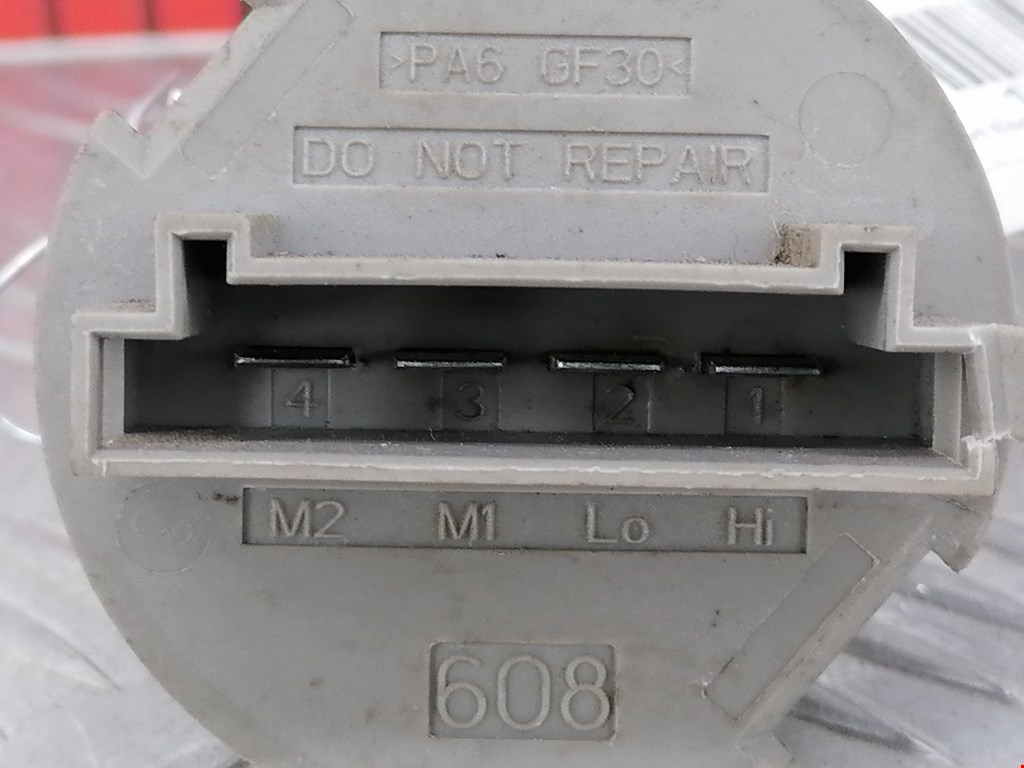 >PA6 GF30<
DO NOT REPAIR
4 3 2 1
M2 M1 Lo Hi
608